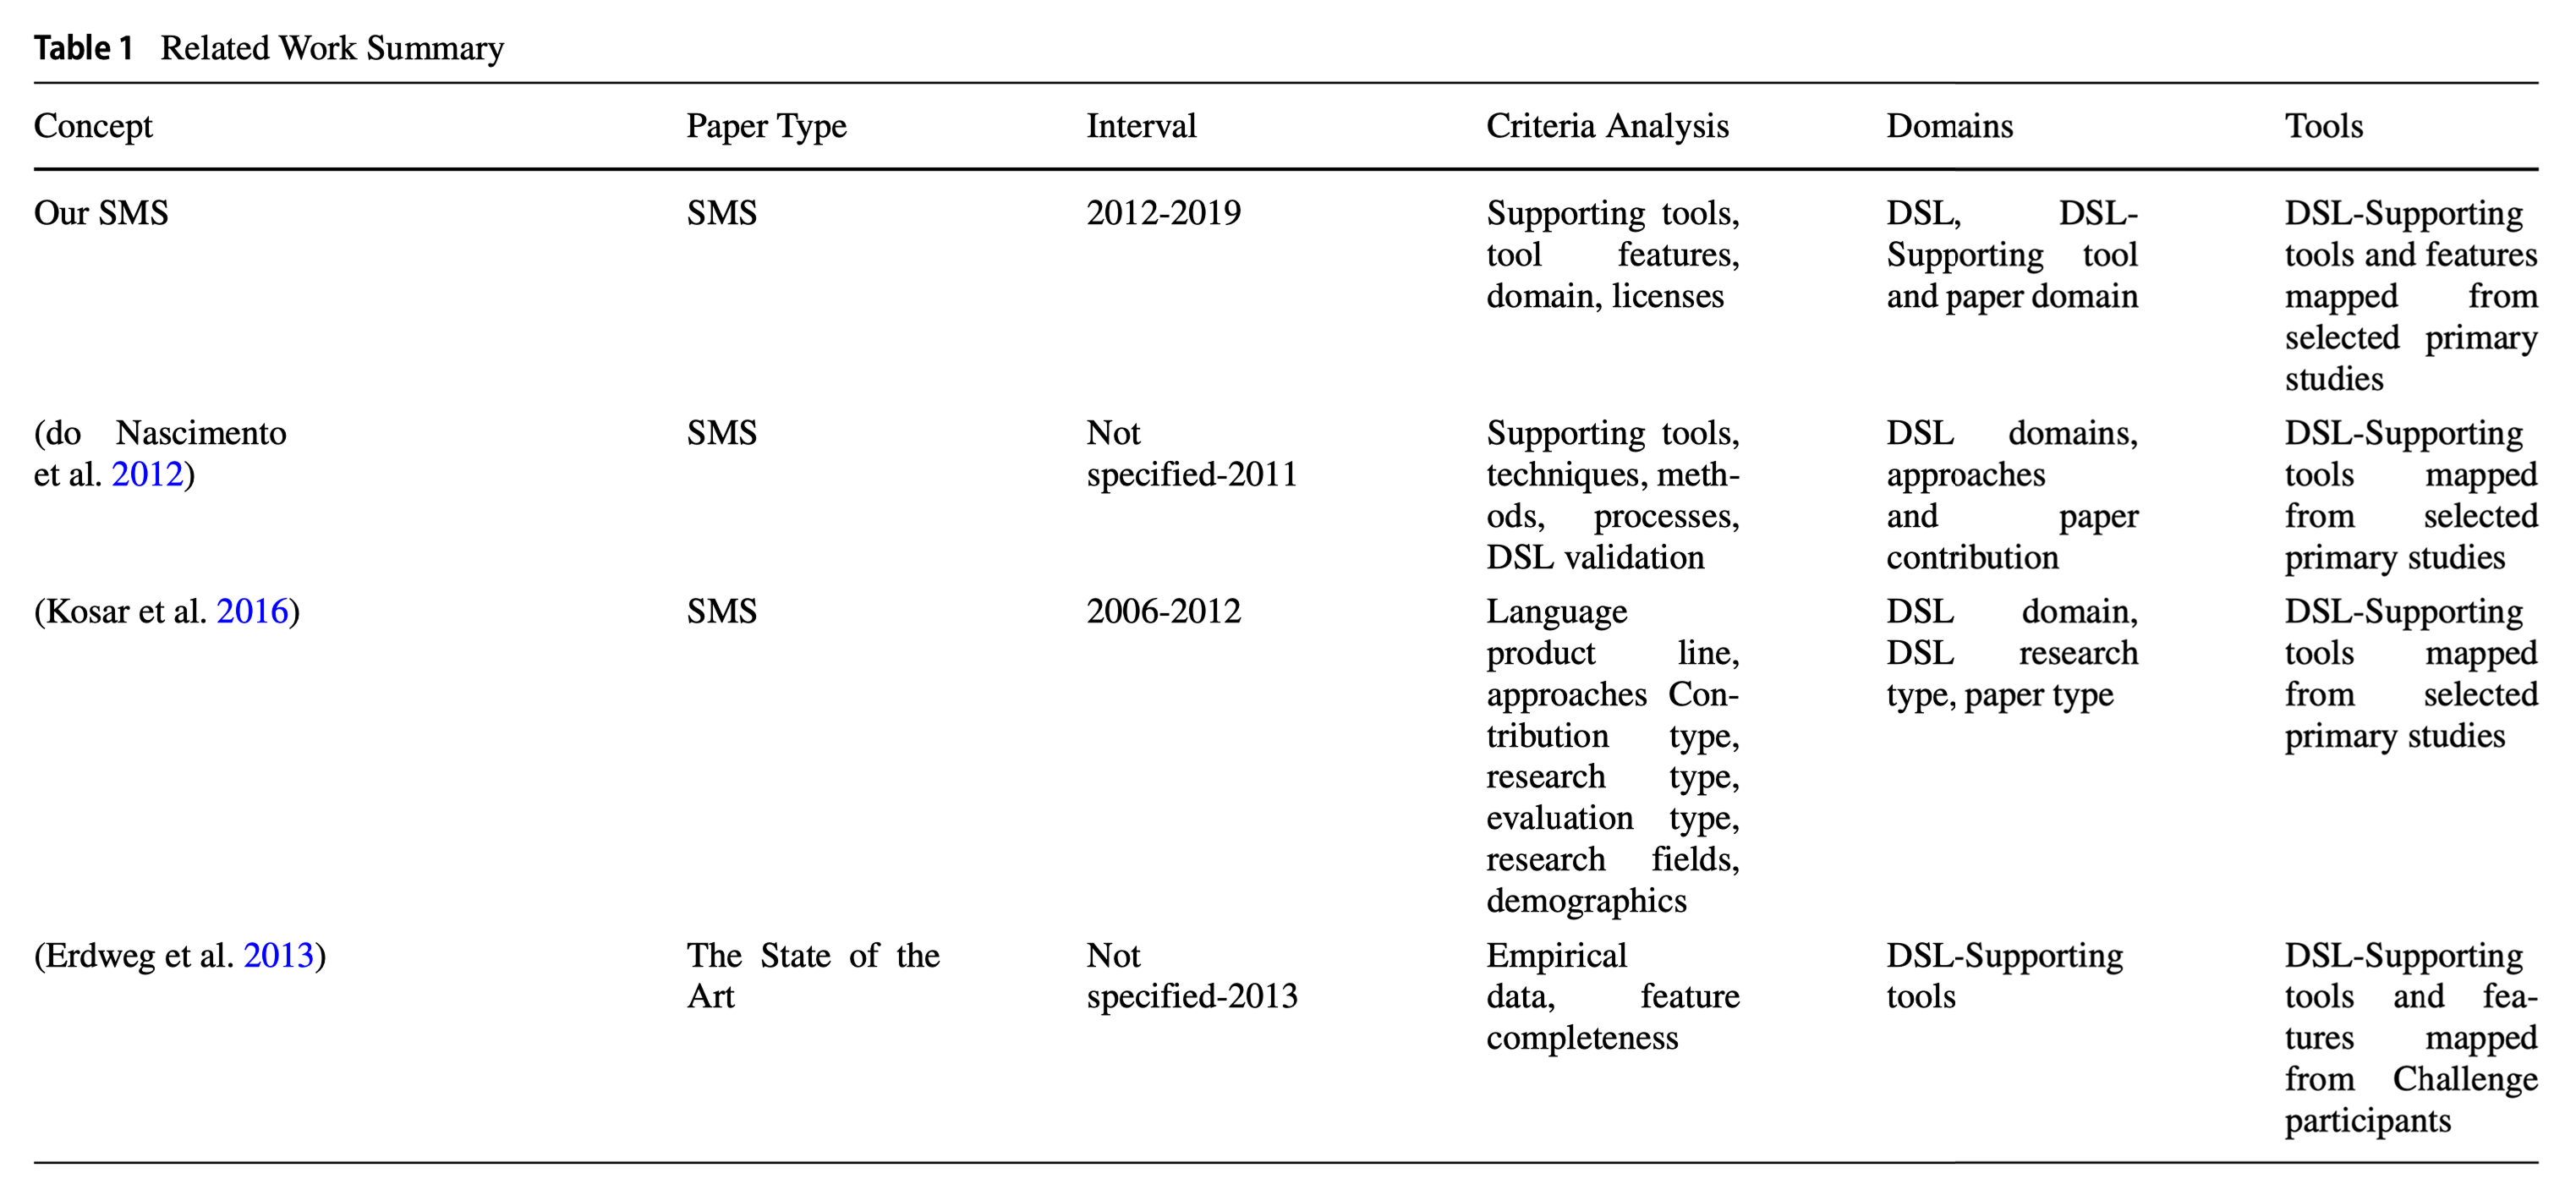 Table 1 Related Work Summary
Concept
Paper Type
Interval
Criteria Analysis
Domains
Tools
Our SMS
SMS
2012-2019
Supporting tools,
tool features,
domain, licenses
DSL, DSL-
Supporting tool
and paper domain
DSL-Supporting
tools and features
mapped from
selected primary
studies
(do Nascimento
et al. 2012)
SMS
Not
specified-2011
Supporting tools,
techniques, meth-
ods, processes,
DSL validation
DSL domains,
approaches
and paper
contribution
DSL-Supporting
tools mapped
from selected
primary studies
(Kosar et al. 2016)
SMS
2006-2012
Language
product line,
approaches Con-
tribution type,
research type,
evaluation type,
research fields,
demographics
DSL domain,
DSL research
type, paper type
DSL-Supporting
tools mapped
from selected
primary studies
(Erdweg et al. 2013)
The State of the
Art
Not
specified-2013
Empirical
data, feature
completeness
DSL-Supporting
tools
DSL-Supporting
tools and fea-
tures mapped
from Challenge
participants